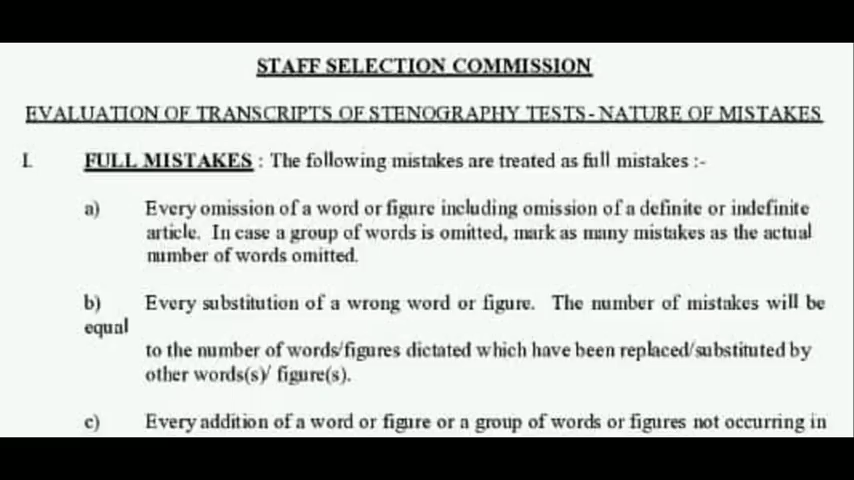 STAFF SELECTION COMMISSION
EVALUATION OF TRANSCRIPTS OF STENOGRAPHY TESTS - NATURE OF MISTAKES
I. FULL MISTAKES : The following mistakes are treated as full mistakes :-
a) Every omission of a word or figure including omission of a definite or indefinite
article. In case a group of words is omitted, mark as many mistakes as the actual
number of words omitted.
b) Every substitution of a wrong word or figure. The number of mistakes will be
equal
to the number of words/figures dictated which have been replaced/substituted by
other words(s)/ figure(s).
c) Every addition of a word or figure or a group of words or figures not occurring in